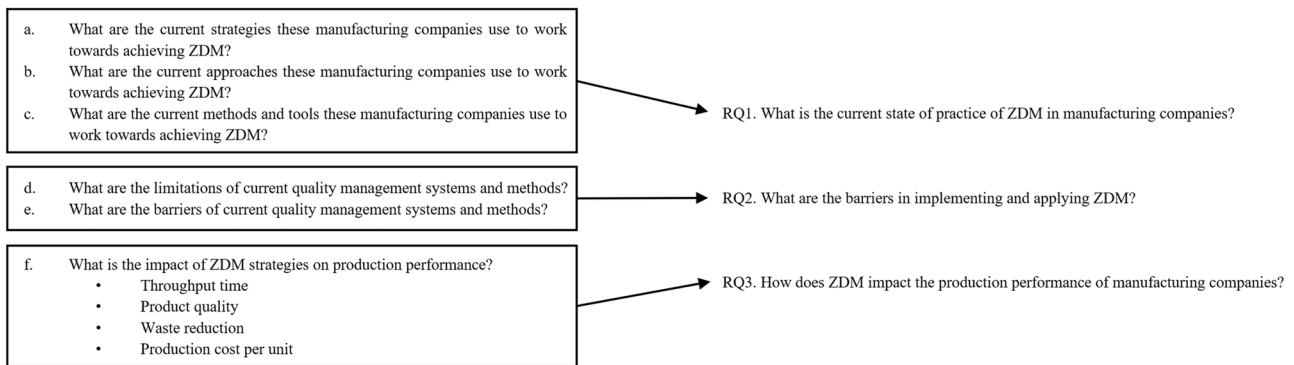 a. What are the current strategies these manufacturing companies use to work
towards achieving ZDM?
b. What are the current approaches these manufacturing companies use to work
towards achieving ZDM?
c. What are the current methods and tools these manufacturing companies use to
work towards achieving ZDM?
RQ1. What is the current state of practice of ZDM in manufacturing companies?
d. What are the limitations of current quality management systems and methods?
e. What are the barriers of current quality management systems and methods?
RQ2. What are the barriers in implementing and applying ZDM?
f. What is the impact of ZDM strategies on production performance?
• Throughput time
• Product quality
• Waste reduction
• Production cost per unit
RQ3. How does ZDM impact the production performance of manufacturing companies?